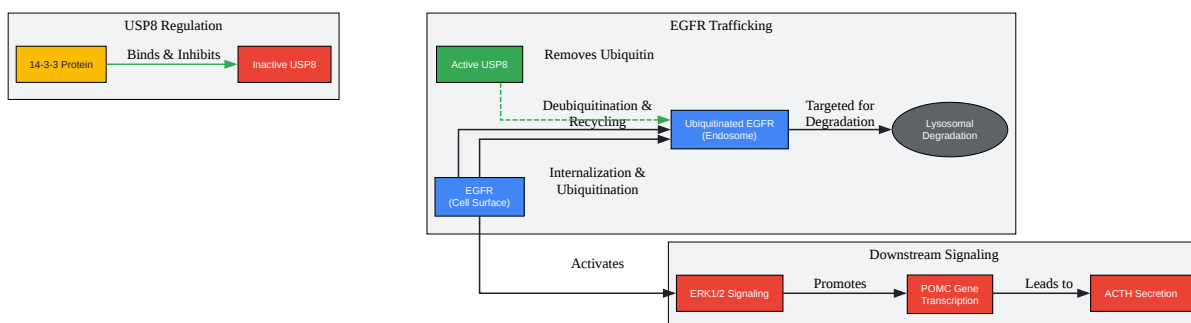 USP8 Regulation
14-3-3 Protein
Binds & Inhibits
Inactive USP8
EGFR Trafficking
Active USP8
Removes Ubiquitin
Deubiquitination &
Recycling
Ubiquitinated EGFR
(Endosome)
Targeted for
Degradation
Lysosomal
Degradation
Internalization &
Ubiquitination
EGFR
(Cell Surface)
Activates
Downstream Signaling
ERK1/2 Signaling
Promotes
POMC Gene
Transcription
Leads to
ACTH Secretion